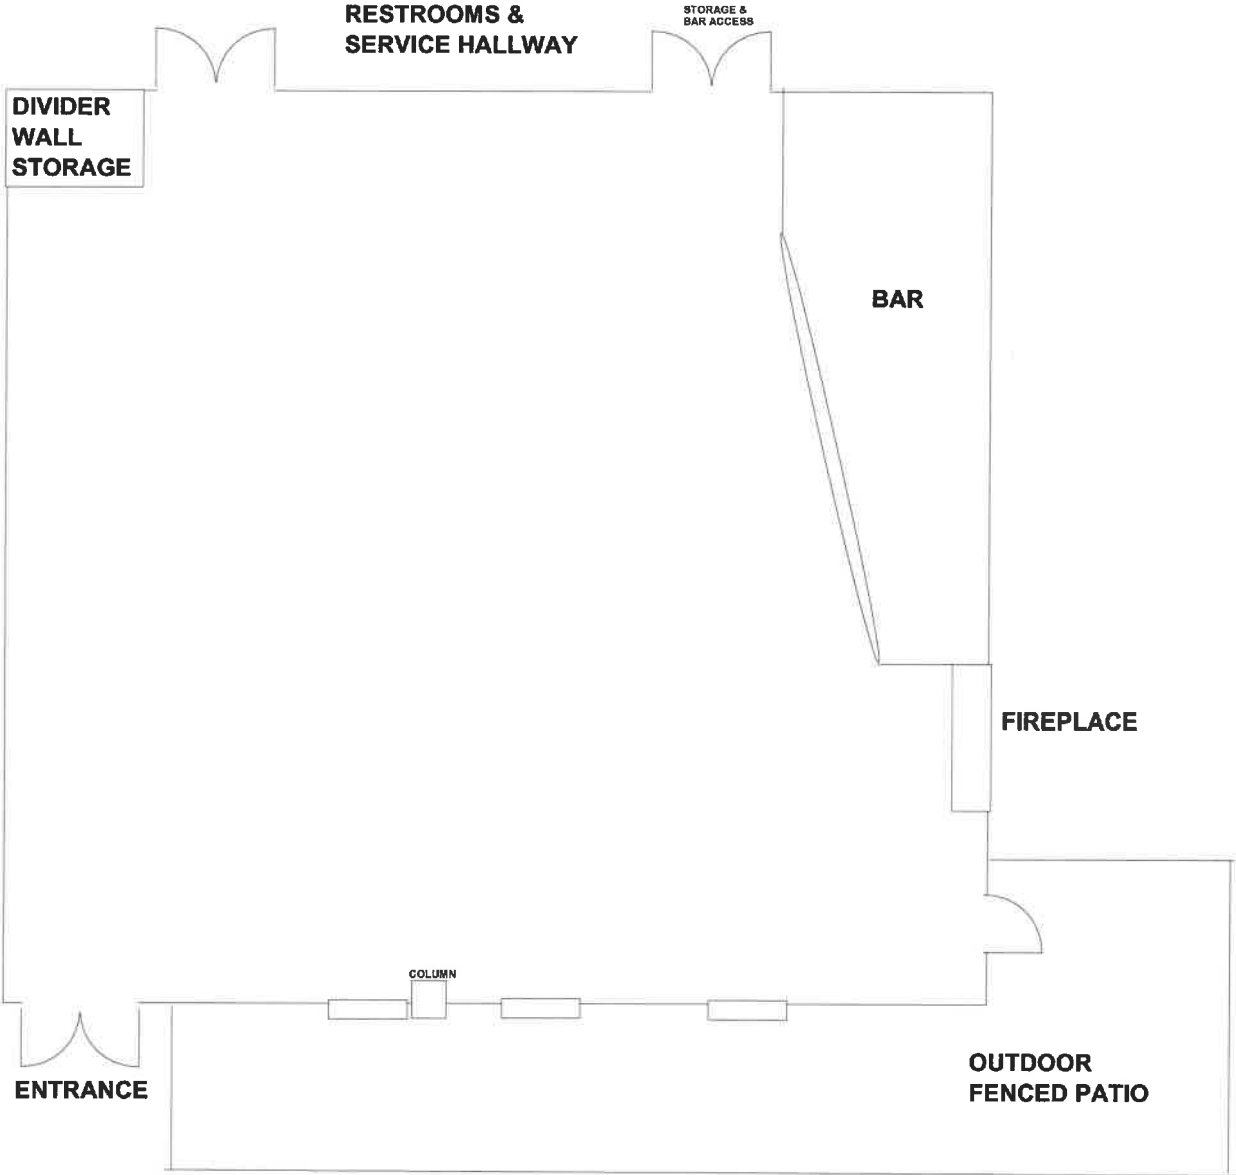 RESTROOMS &
SERVICE HALLWAY
STORAGE &
BAR ACCESS
DIVIDER
WALL
STORAGE
BAR
FIREPLACE
COLUMN
ENTRANCE
OUTDOOR
FENCED PATIO